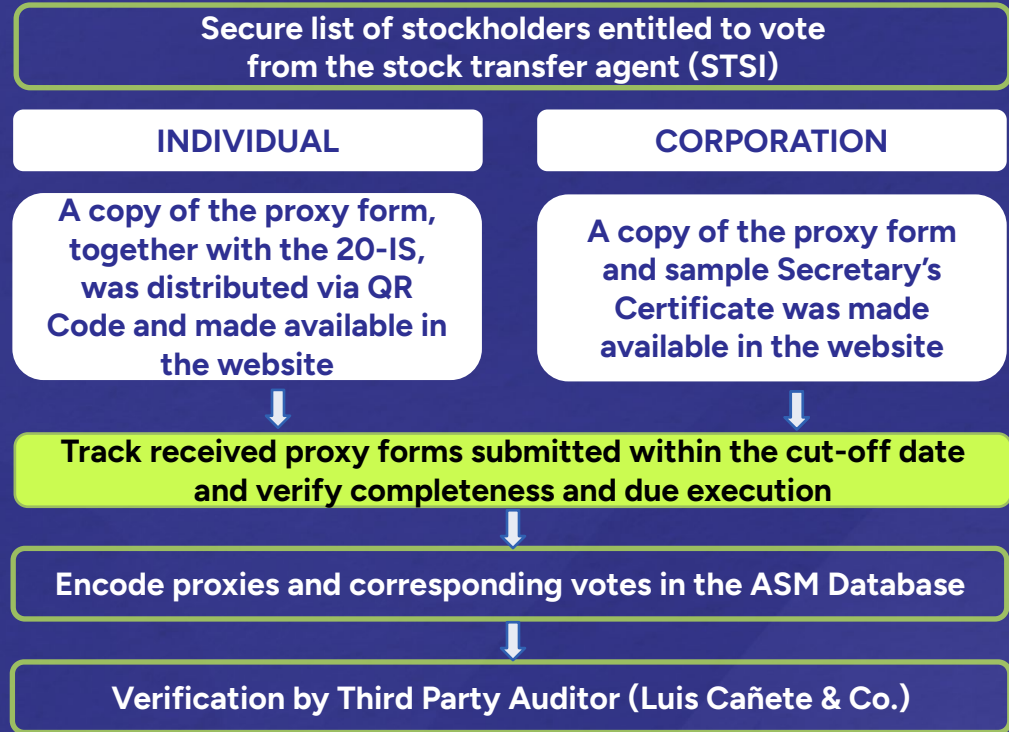 Secure list of stockholders entitled to vote
from the stock transfer agent (STSI)
INDIVIDUAL
A copy of the proxy form,
together with the 20-IS,
was distributed via QR
Code and made available in
the website
CORPORATION
A copy of the proxy form
and sample Secretary’s
Certificate was made
available in the website
Track received proxy forms submitted within the cut-off date
and verify completeness and due execution
Encode proxies and corresponding votes in the ASM Database
Verification by Third Party Auditor (Luis Cañete & Co.)